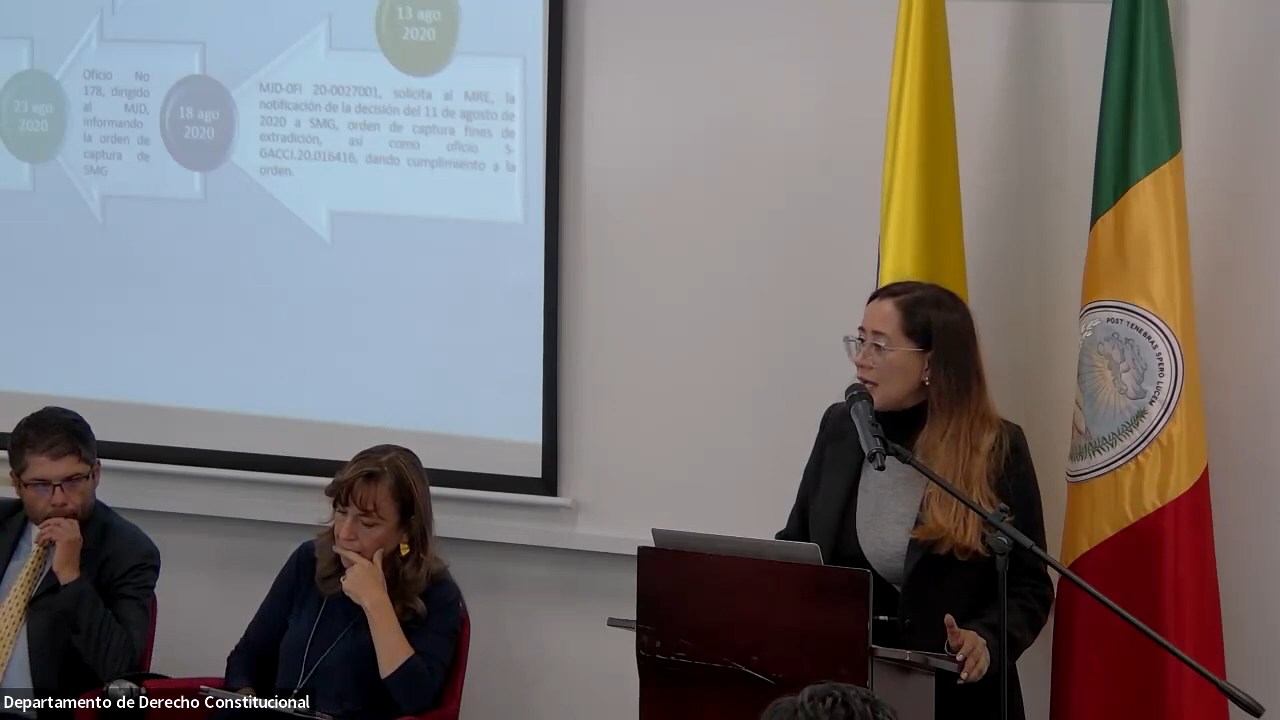 13 ago
2020
23 ago
2020
Oficio No
178, dirigido
al MJD,
informando
la orden de
captura de
SMG
18 ago
2020
MJD-0FI 20-0027001, solicita al MRE, la
notificación de la decisión del 11 de agosto de
2020 a SMG, orden de captura fines de
extradición, así como oficio S-
GACCI.20.016416, dando cumplimiento a la
orden.
POST TENEBRAS SPERO LUCEM
Departamento de Derecho Constitucional